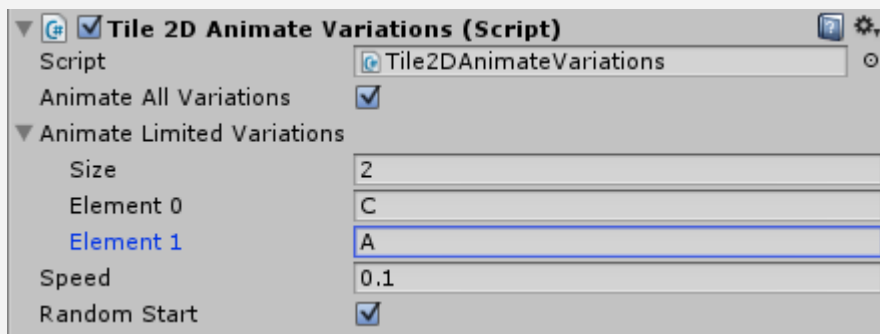 Tile 2D Animate Variations (Script)
Script Tile2DAnimateVariations
Animate All Variations
Animate Limited Variations
Size 2
Element 0 C
Element 1 A
Speed 0.1
Random Start